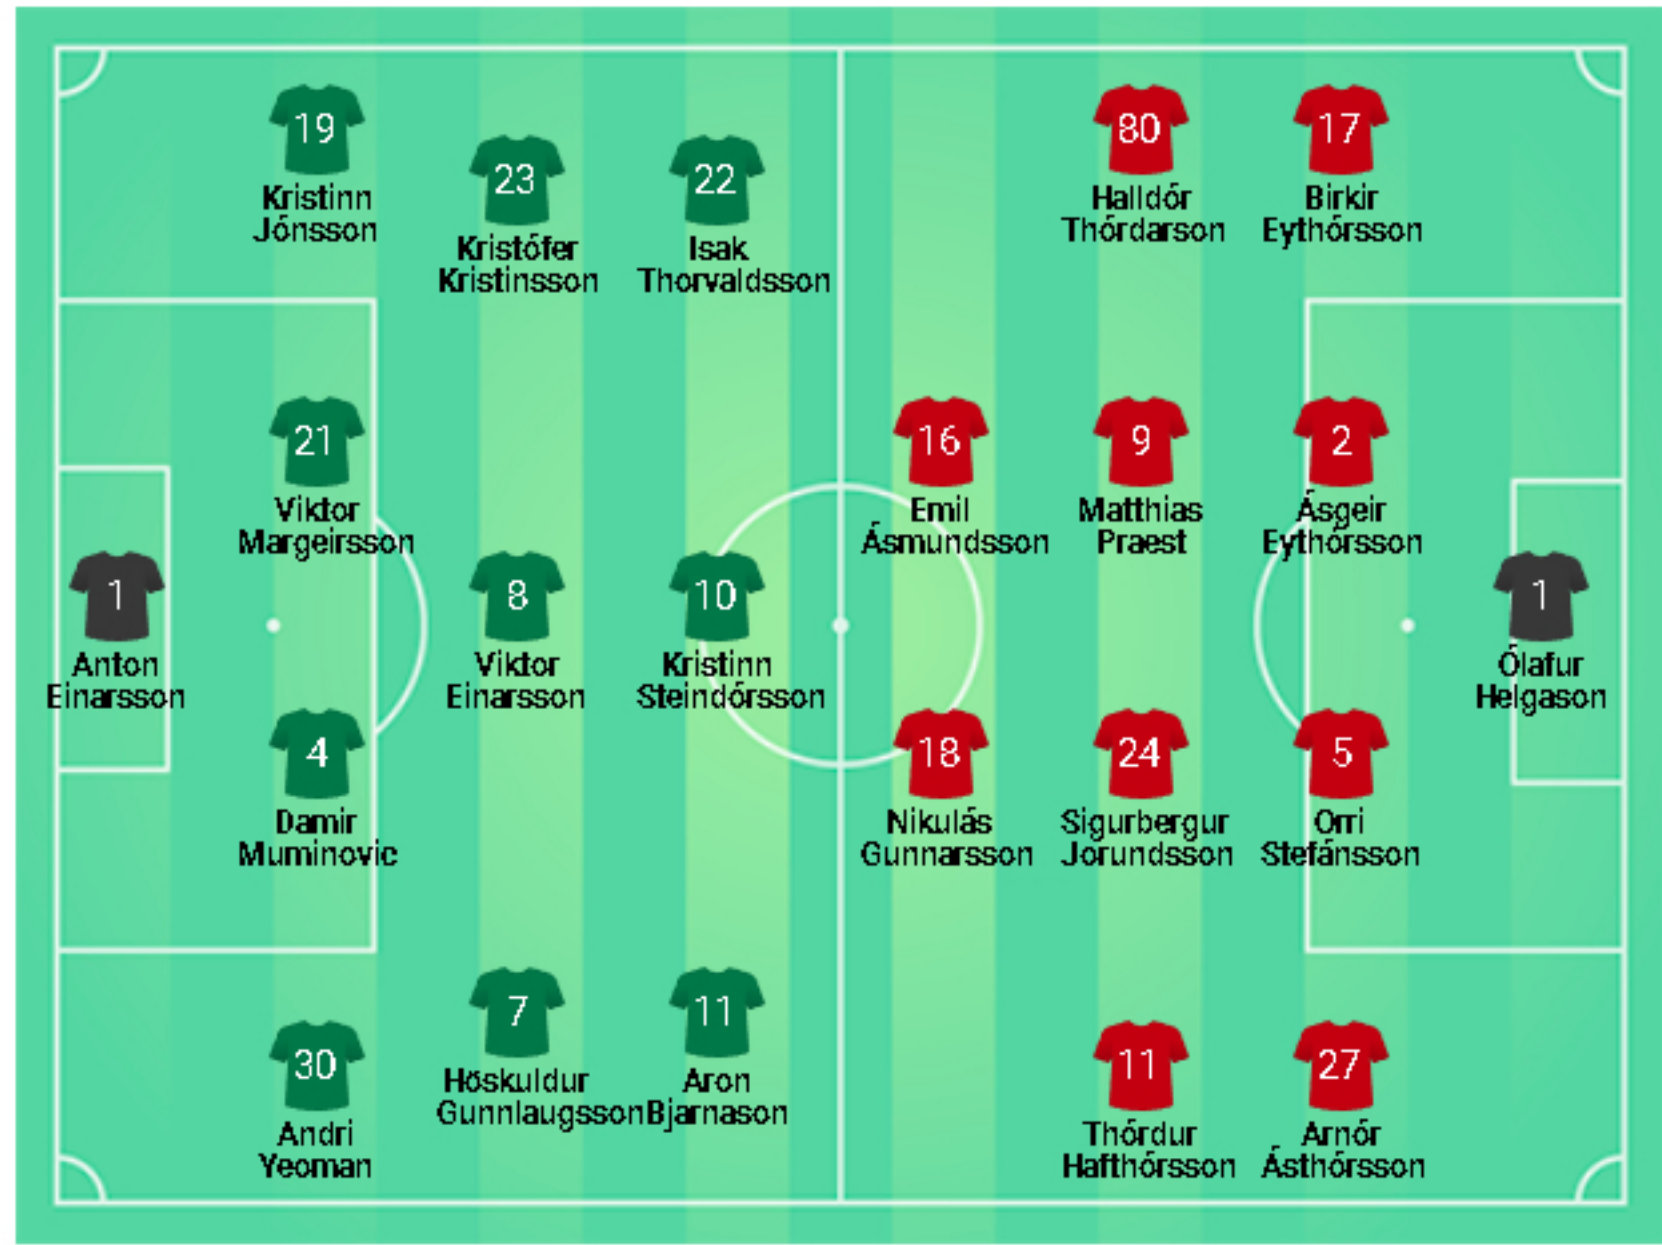 19
Kristinn
Jónsson
23
Kristófer
Kristinsson
22
Isak
Thorvaldsson
21
Viktor
Margeirsson
1
Anton
Einarsson
8
Viktor
Einarsson
10
Kristinn
Steindórsson
4
Damir
Muminovic
30
Andri
Yeoman
7
Höskuldur
Gunnlaugsson
11
Aron
Bjarnason
80
Halldór
Thórdarson
17
Birkir
Eythórsson
16
Emil
Ásmundsson
9
Matthias
Praest
2
Ásgeir
Eythórsson
1
Ólafur
Helgason
18
Nikulás
Gunnarsson
24
Sigurbergur
Jorundsson
5
Orri
Stefánsson
11
Thórdur
Hafthórsson
27
Arnór
Ásthórsson